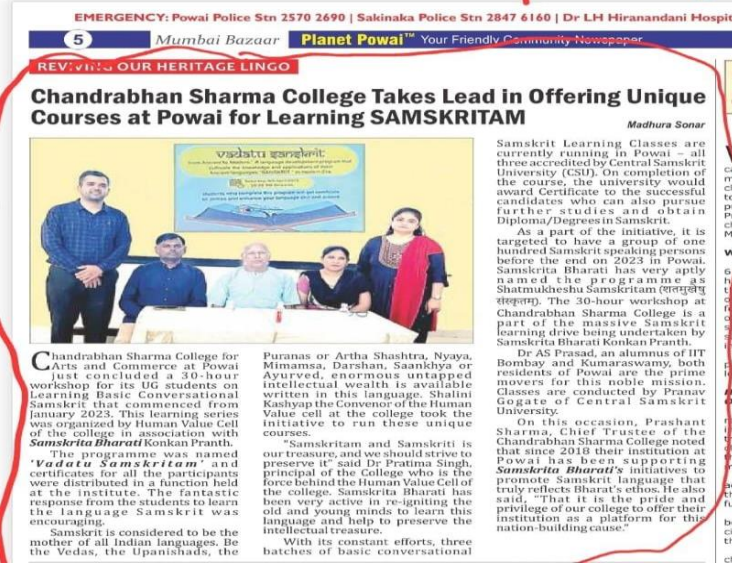 EMERGENCY: Powai Police Stn 2570 2690 | Sakinaka Police Stn 2847 6160 | Dr LH Hiranandani Hospit
5 Mumbai Bazaar Planet Powai™ Your Friendly Community Newspaper
REVIVING OUR HERITAGE LINGO
Chandrabhan Sharma College Takes Lead in Offering Unique
Courses at Powai for Learning SAMSKRITAM
Madhura Sonar
vadatu sanskrit
Chandrabhan Sharma College for
Arts and Commerce at Powai
just concluded a 30-hour
workshop for its UG students on
Learning Basic Conversational
Samskrit that commenced from
January 2023. This learning series
was organized by Human Value Cell
of the college in association with
Samskrita Bharati Konkan Pranth.
The programme was named
'Vadatu Samskritam' and
certificates for all the participants
were distributed in a function held
at the institute. The fantastic
response from the students to learn
the language Samskrit was
encouraging.
Samskrit is considered to be the
mother of all Indian languages. Be
the Vedas, the Upanishads, the
Puranas or Artha Shashtra, Nyaya,
Mimamsa, Darshan, Saankhya or
Ayurved, enormous untapped
intellectual wealth is available
written in this language. Shalini
Kashyap the Convenor of the Human
Value cell at the college took the
initiative to run these unique
courses.
"Samskritam and Samskriti is
our treasure, and we should strive to
preserve it" said Dr Pratima Singh,
principal of the College who is the
force behind the Human Value Cell of
the college. Samskrita Bharati has
been very active in re-igniting the
old and young minds to learn this
language and help to preserve the
intellectual treasure.
With its constant efforts, three
batches of basic conversational
Samskrit Learning Classes are
currently running in Powai – all
three accredited by Central Samskrit
University (CSU). On completion of
the course, the university would
award Certificate to the successful
candidates who can also pursue
further studies and obtain
Diploma/Degrees in Samskrit.
As a part of the initiative, it is
targeted to have a group of one
hundred Samskrit speaking persons
before the end on 2023 in Powai.
Samskrita Bharati has very aptly
named the programme as
Shatmukheshu Samskritam (शतमुखेषु
संस्कृतम्). The 30-hour workshop at
Chandrabhan Sharma College is a
part of the massive Samskrit
learning drive being undertaken by
Samskrita Bharati Konkan Pranth.
Dr AS Prasad, an alumnus of IIT
Bombay and Kumaraswamy, both
residents of Powai are the prime
movers for this noble mission.
Classes are conducted by Pranav
Gogate of Central Samskrit
University.
On this occasion, Prashant
Sharma, Chief Trustee of the
Chandrabhan Sharma College noted
that since 2018 their institution at
Powai has been supporting
Samskrita Bharati's initiatives to
promote Samskrit language that
truly reflects Bharat's ethos. He also
said, "That it is the pride and
privilege of our college to offer their
institution as a platform for this
nation-building cause."